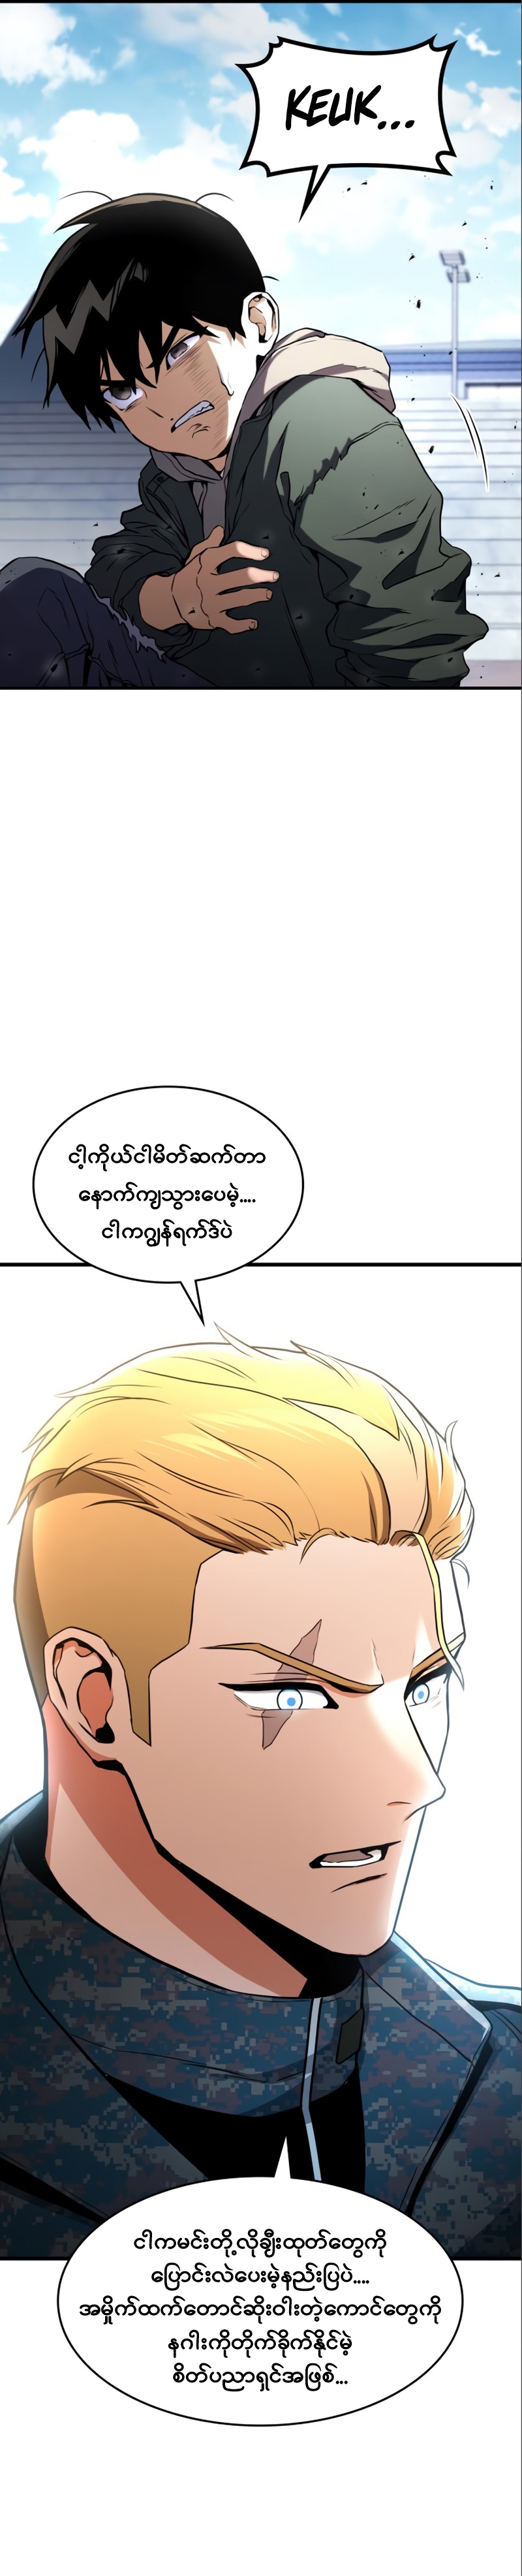 KEUK...
ငါ့ကိုယ်ငါမိတ်ဆက်တာ
နောက်ကျသွားပေမဲ့....
ငါကဂျွန်ရက်ဒ်ပဲ
ငါကမင်းတို့လိုချီးထုတ်တွေကို
ပြောင်းလဲပေးမဲ့နည်းပြပဲ....
အမှိုက်ထက်တောင်ဆိုးဝါးတဲ့ကောင်တွေကို
နဂါးကိုတိုက်ခိုက်နိုင်မဲ့
စိတ်ပညာရှင်အဖြစ်...